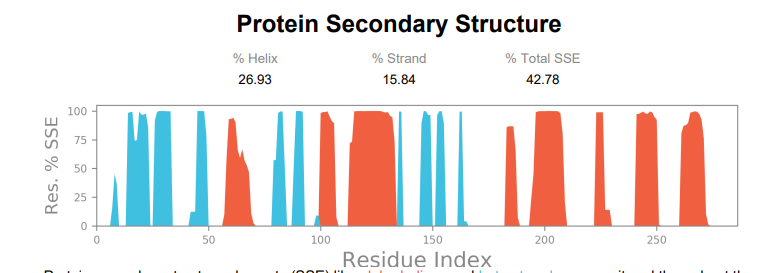 Protein Secondary Structure
% Helix % Strand % Total SSE
26.93 15.84 42.78
Res. % SSE
100
75
50
25
0
0 50 100 150 200 250
Residue Index